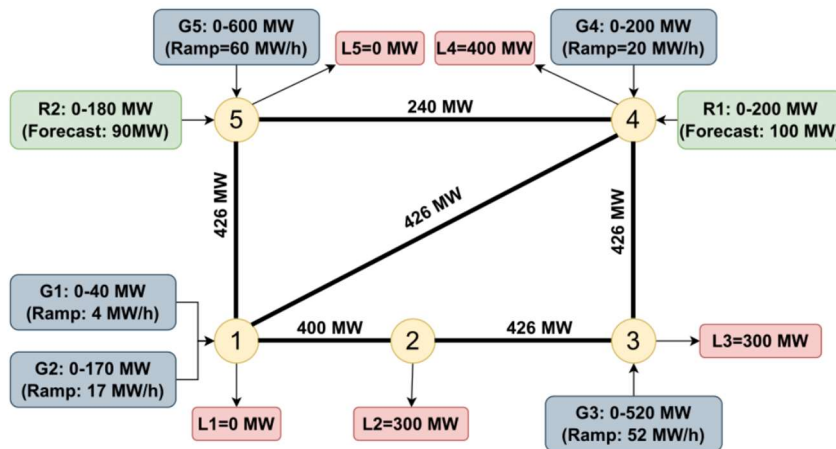 G5: 0-600 MW
(Ramp=60 MW/h)
L5=0 MW
L4=400 MW
G4: 0-200 MW
(Ramp=20 MW/h)
R2: 0-180 MW
(Forecast: 90MW)
5
240 MW
4
R1: 0-200 MW
(Forecast: 100 MW)
426 MW
426 MW
426 MW
G1: 0-40 MW
(Ramp: 4 MW/h)
G2: 0-170 MW
(Ramp: 17 MW/h)
1
400 MW
2
426 MW
3
L3=300 MW
L1=0 MW
L2=300 MW
G3: 0-520 MW
(Ramp: 52 MW/h)